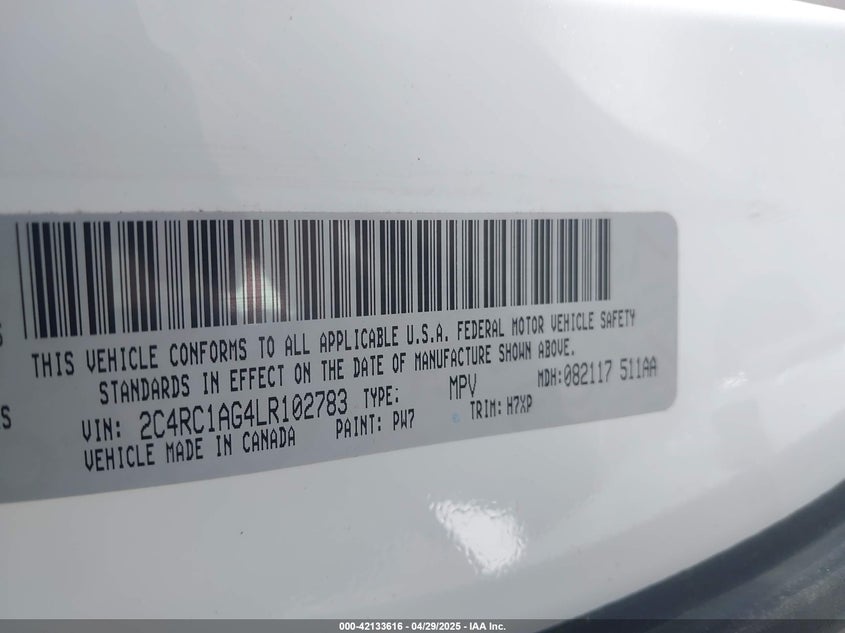 THIS VEHICLE CONFORMS TO ALL APPLICABLE U.S.A. FEDERAL MOTOR VEHICLE SAFETY
STANDARDS IN EFFECT ON THE DATE OF MANUFACTURE SHOWN ABOVE.
MDH:082117 511AA
VIN: 2C4RC1AG4LR102783 TYPE: MPV
VEHICLE MADE IN CANADA PAINT: PW7 TRIM: H7XP
000-42133616 - 04/29/2025 - IAA Inc.